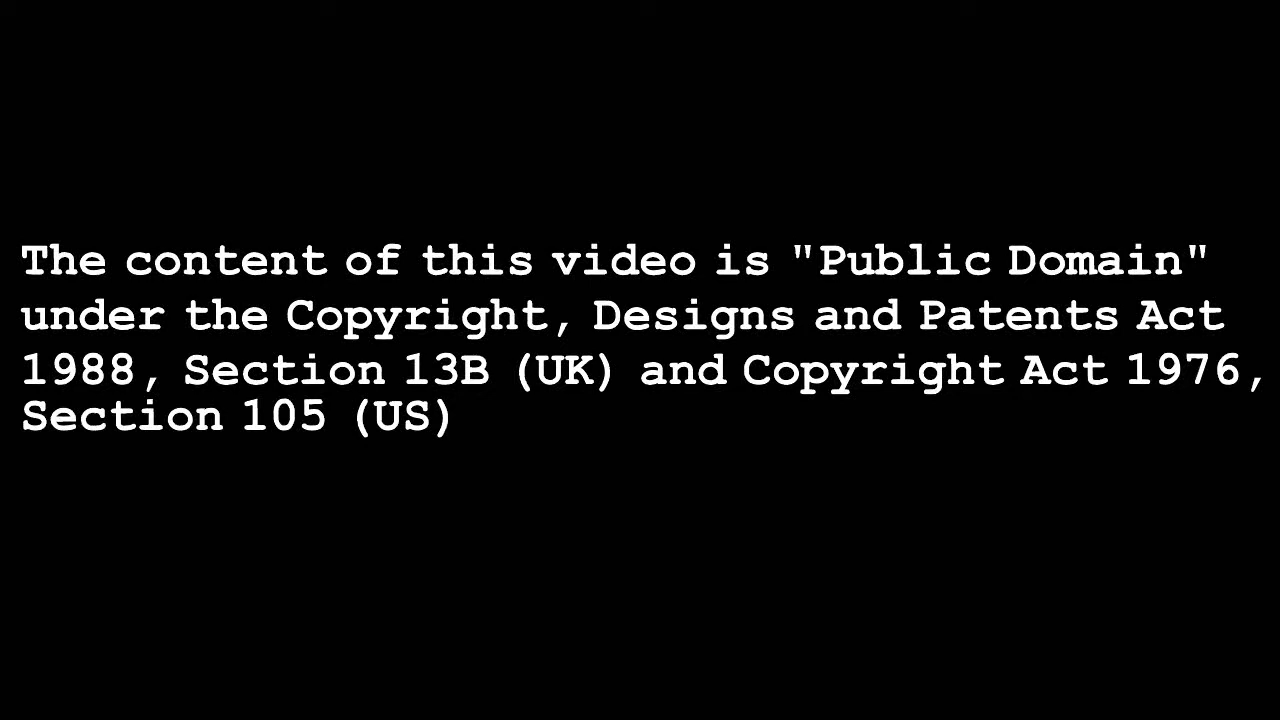 The content of this video is "Public Domain"
under the Copyright, Designs and Patents Act
1988, Section 13B (UK) and Copyright Act 1976,
Section 105 (US)